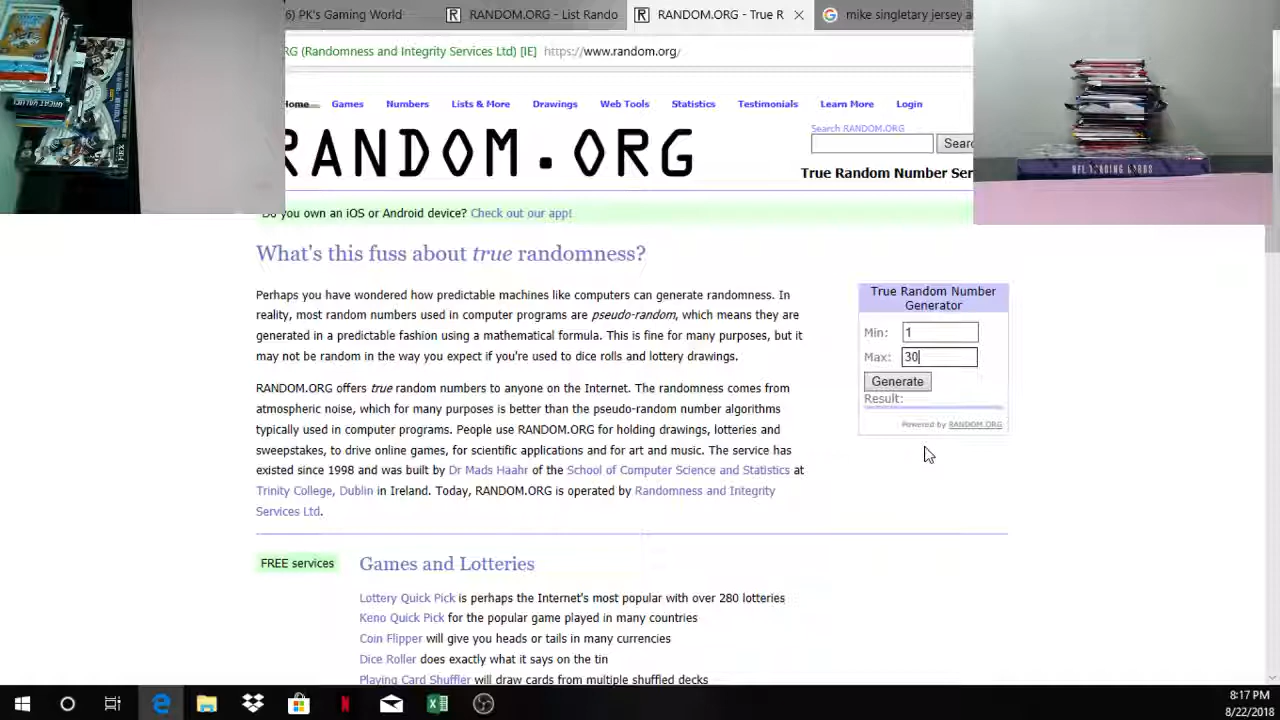 6) PK's Gaming World
RANDOM.ORG - List Rando
RANDOM.ORG - True R
mike singletary jersey a
RG (Randomness and Integrity Services Ltd) [IE] https://www.random.org/
Home Games Numbers Lists & More Drawings Web Tools Statistics Testimonials Learn More Login
RANDOM.ORG
Search RANDOM.ORG
Searc
True Random Number Ser
Do you own an iOS or Android device? Check out our app!
What's this fuss about true randomness?
Perhaps you have wondered how predictable machines like computers can generate randomness. In
reality, most random numbers used in computer programs are pseudo-random, which means they are
generated in a predictable fashion using a mathematical formula. This is fine for many purposes, but it
may not be random in the way you expect if you're used to dice rolls and lottery drawings.
RANDOM.ORG offers true random numbers to anyone on the Internet. The randomness comes from
atmospheric noise, which for many purposes is better than the pseudo-random number algorithms
typically used in computer programs. People use RANDOM.ORG for holding drawings, lotteries and
sweepstakes, to drive online games, for scientific applications and for art and music. The service has
existed since 1998 and was built by Dr Mads Haahr of the School of Computer Science and Statistics at
Trinity College, Dublin in Ireland. Today, RANDOM.ORG is operated by Randomness and Integrity
Services Ltd.
True Random Number
Generator
Min: 1
Max: 30
Generate
Result:
Powered by RANDOM.ORG
FREE services
Games and Lotteries
Lottery Quick Pick is perhaps the Internet's most popular with over 280 lotteries
Keno Quick Pick for the popular game played in many countries
Coin Flipper will give you heads or tails in many currencies
Dice Roller does exactly what it says on the tin
Playing Card Shuffler will draw cards from multiple shuffled decks
NFL TRADING CARDS
8:17 PM
8/22/2018